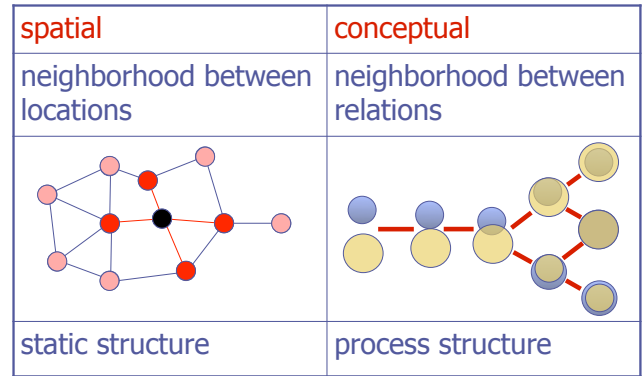 spatial
conceptual
neighborhood between
locations
neighborhood between
relations
static structure
process structure